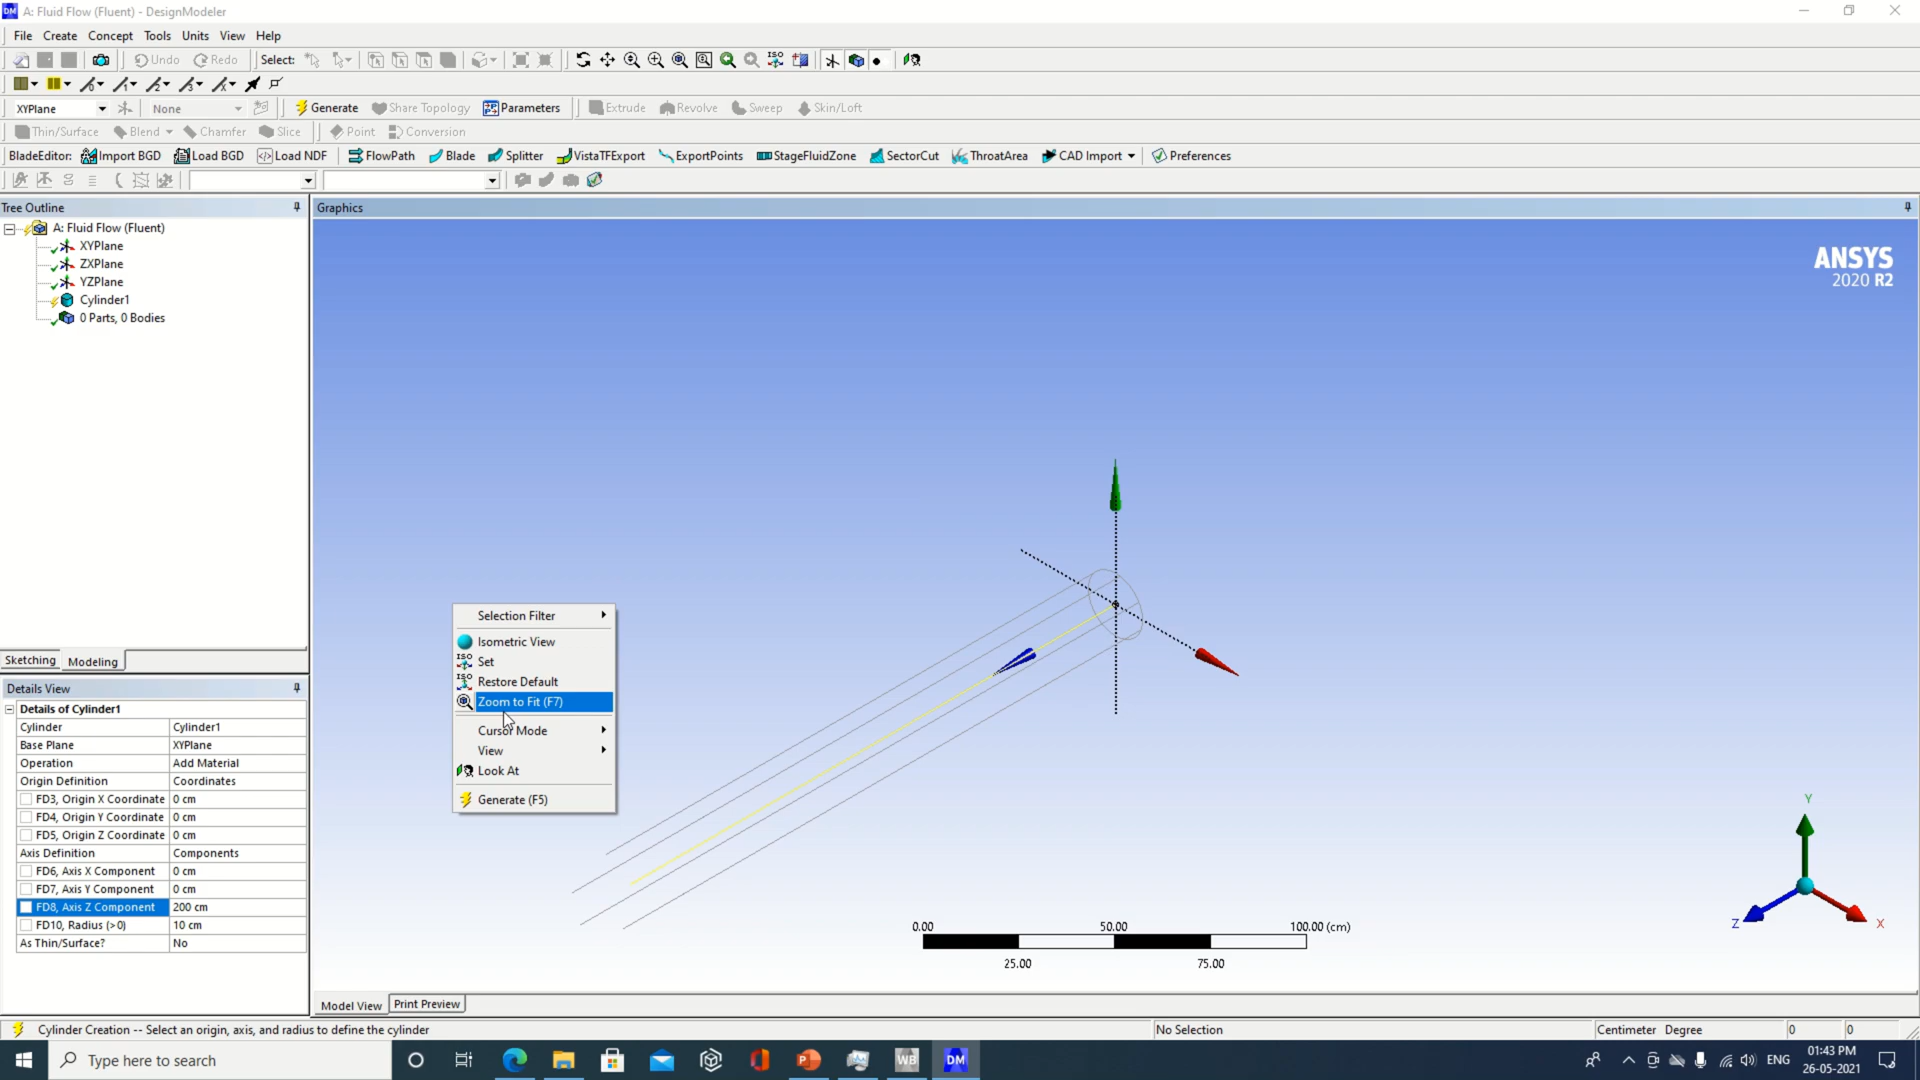 A: Fluid Flow (Fluent) - DesignModeler
File Create Concept Tools Units View Help
Undo Redo Select: ISO
XYPlane None Generate Share Topology Parameters Extrude Revolve Sweep Skin/Loft
Thin/Surface Blend Chamfer Slice Point Conversion
BladeEditor: Import BGD Load BGD Load NDF FlowPath Blade Splitter VistaTFExport ExportPoints StageFluidZone SectorCut ThroatArea CAD Import Preferences
Tree Outline
A: Fluid Flow (Fluent)
XYPlane
ZXPlane
YZPlane
Cylinder1
0 Parts, 0 Bodies
Sketching Modeling
Details View
Details of Cylinder1
Cylinder Cylinder1
Base Plane XYPlane
Operation Add Material
Origin Definition Coordinates
FD3, Origin X Coordinate 0 cm
FD4, Origin Y Coordinate 0 cm
FD5, Origin Z Coordinate 0 cm
Axis Definition Components
FD6, Axis X Component 0 cm
FD7, Axis Y Component 0 cm
FD8, Axis Z Component 200 cm
FD10, Radius (>0) 10 cm
As Thin/Surface? No
Graphics
ANSYS
2020 R2
Selection Filter
Isometric View
ISO Set
ISO Restore Default
Zoom to Fit (F7)
Cursor Mode
View
Look At
Generate (F5)
Y
Z X
0.00 50.00 100.00 (cm)
25.00 75.00
Model View Print Preview
Cylinder Creation -- Select an origin, axis, and radius to define the cylinder No Selection Centimeter Degree 0 0
Type here to search WB DM ENG 01:43 PM
26-05-2021